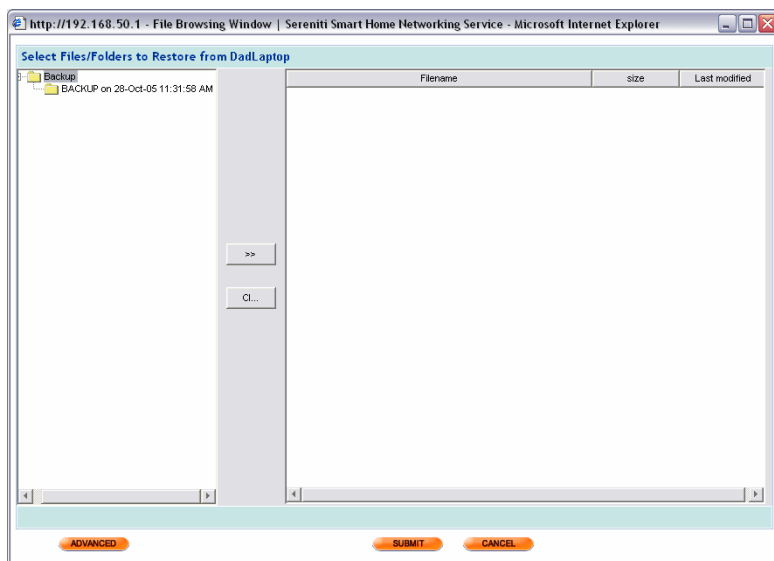 http://192.168.50.1 - File Browsing Window | Sereniti Smart Home Networking Service - Microsoft Internet Explorer
Select Files/Folders to Restore from DadLaptop
Backup
BACKUP on 28-Oct-05 11:31:58 AM
Filename size Last modified
>>
Cl...
ADVANCED SUBMIT CANCEL